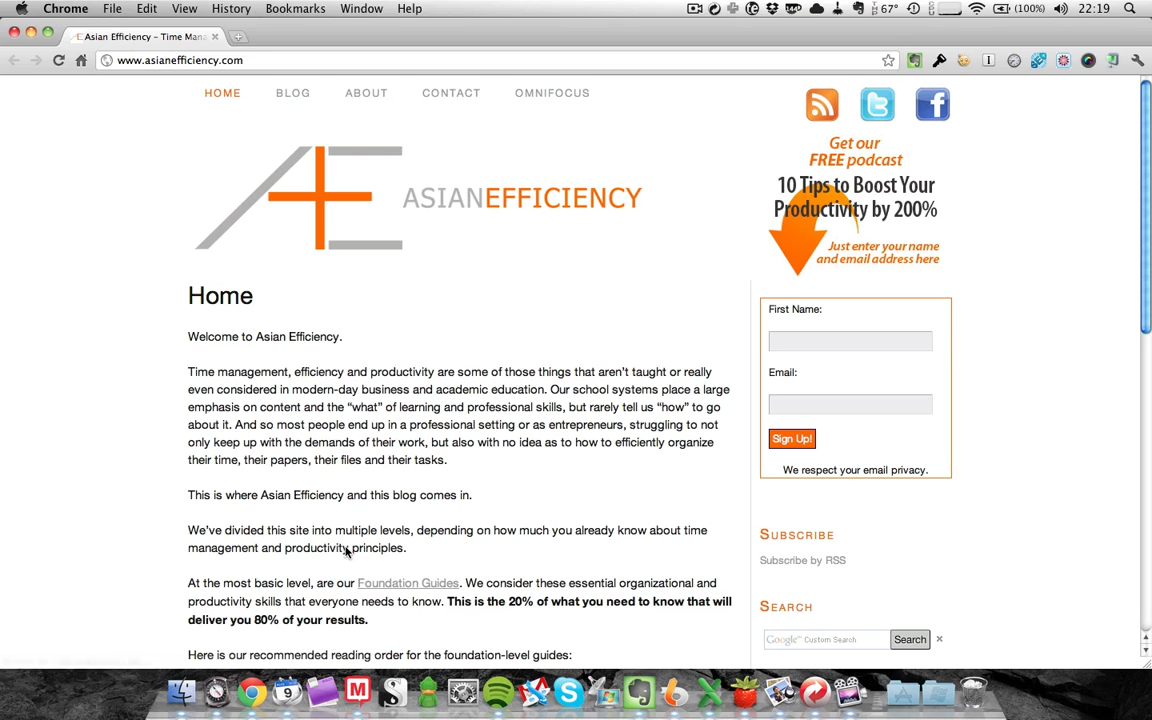 Chrome File Edit View History Bookmarks Window Help 67° (100%) 22:19
Asian Efficiency – Time Mana
www.asianefficiency.com
HOME BLOG ABOUT CONTACT OMNIFOCUS
ASIANEFFICIENCY
Get our
FREE podcast
10 Tips to Boost Your
Productivity by 200%
Just enter your name
and email address here
Home
Welcome to Asian Efficiency.
Time management, efficiency and productivity are some of those things that aren't taught or really
even considered in modern-day business and academic education. Our school systems place a large
emphasis on content and the “what” of learning and professional skills, but rarely tell us “how” to go
about it. And so most people end up in a professional setting or as entrepreneurs, struggling to not
only keep up with the demands of their work, but also with no idea as to how to efficiently organize
their time, their papers, their files and their tasks.
This is where Asian Efficiency and this blog comes in.
We've divided this site into multiple levels, depending on how much you already know about time
management and productivity principles.
At the most basic level, are our Foundation Guides. We consider these essential organizational and
productivity skills that everyone needs to know. This is the 20% of what you need to know that will
deliver you 80% of your results.
Here is our recommended reading order for the foundation-level guides:
First Name:
Email:
Sign Up!
We respect your email privacy.
SUBSCRIBE
Subscribe by RSS
SEARCH
Google™ Custom Search Search